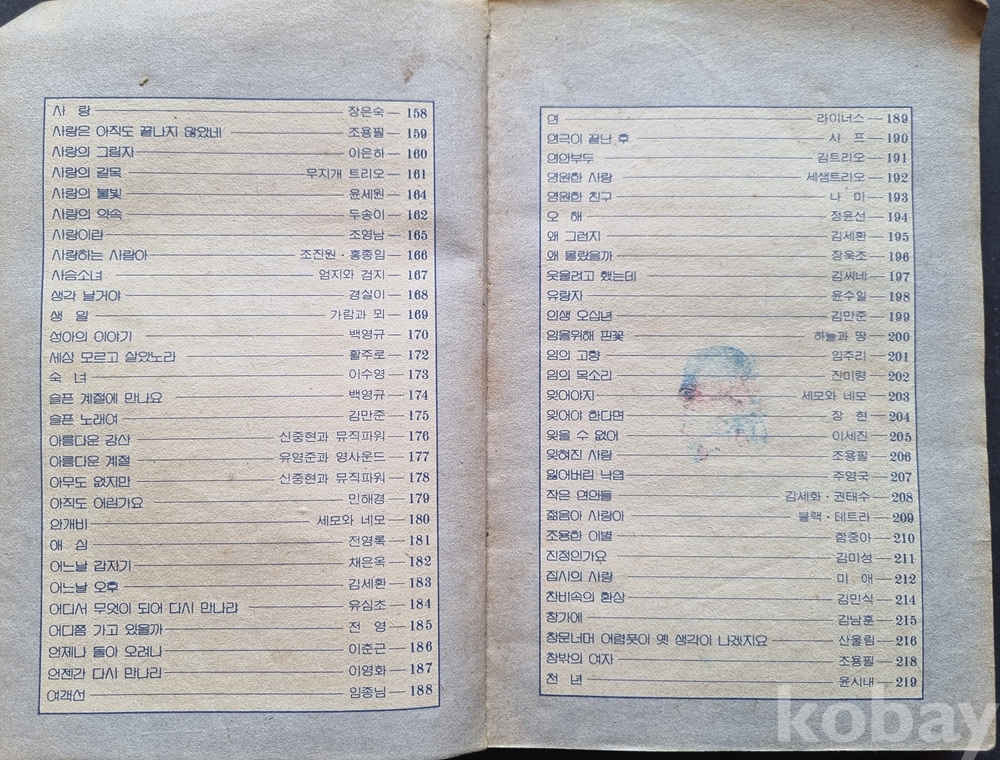 사 랑 장은숙 158
사랑은 아직도 끝나지 않았네 조용필 159
사랑의 그림자 이은하 160
사랑의 길목 무지개 트리오 161
사랑의 불빛 윤세원 164
사랑의 약속 두송이 162
사랑이란 조영남 165
사랑하는 사람아 조진원·홍종임 166
사슴소녀 엄지와 검지 167
생각 날거야 경실이 168
생 일 가람과 뫼 169
성아의 이야기 백영규 170
세상 모르고 살았노라 활주로 172
숙 녀 이수영 173
슬픈 계절에 만나요 백영규 174
슬픈 노래여 김만준 175
아름다운 강산 신중현과 뮤직파워 176
아름다운 계절 유영준과 영사운드 177
아무도 없지만 신중현과 뮤직파워 178
아직도 어린가요 민해경 179
안개비 세모와 네모 180
애 심 전영록 181
어느날 갑자기 채은옥 182
어느날 오후 김세환 183
어디서 무엇이 되어 다시 만나랴 유심초 184
어디쯤 가고 있을까 전 영 185
언제나 돌아 오려나 이춘근 186
언젠간 다시 만나리 이영화 187
여객선 임종님 188
연 라이너스 189
연극이 끝난 후 샤 프 190
연안부두 김트리오 191
영원한 사랑 세샘트리오 192
영원한 친구 나 미 193
오 해 정윤선 194
왜 그런지 김세환 195
왜 몰랐을까 장욱조 196
웃을려고 했는데 김씨네 197
유랑자 윤수일 198
인생 오십년 김만준 199
임을위해 핀꽃 하늘과 땅 200
임의 고향 임주리 201
임의 목소리 진미령 202
잊어야지 세모와 네모 203
잊어야 한다면 장 현 204
잊을 수 없어 이세진 205
잊혀진 사랑 조용필 206
잃어버린 낙엽 주영국 207
작은 연인들 김세화·권태수 208
젊음아 사랑아 블랙·테트라 209
조용한 이별 함중아 210
진정인가요 김미성 211
집시의 사랑 미 애 212
찬비속의 환상 김민식 214
창가에 김남훈 215
창문너머 어렴풋이 옛 생각이 나겠지요 산울림 216
창밖의 여자 조용필 218
천 년 윤시내 219
kobay